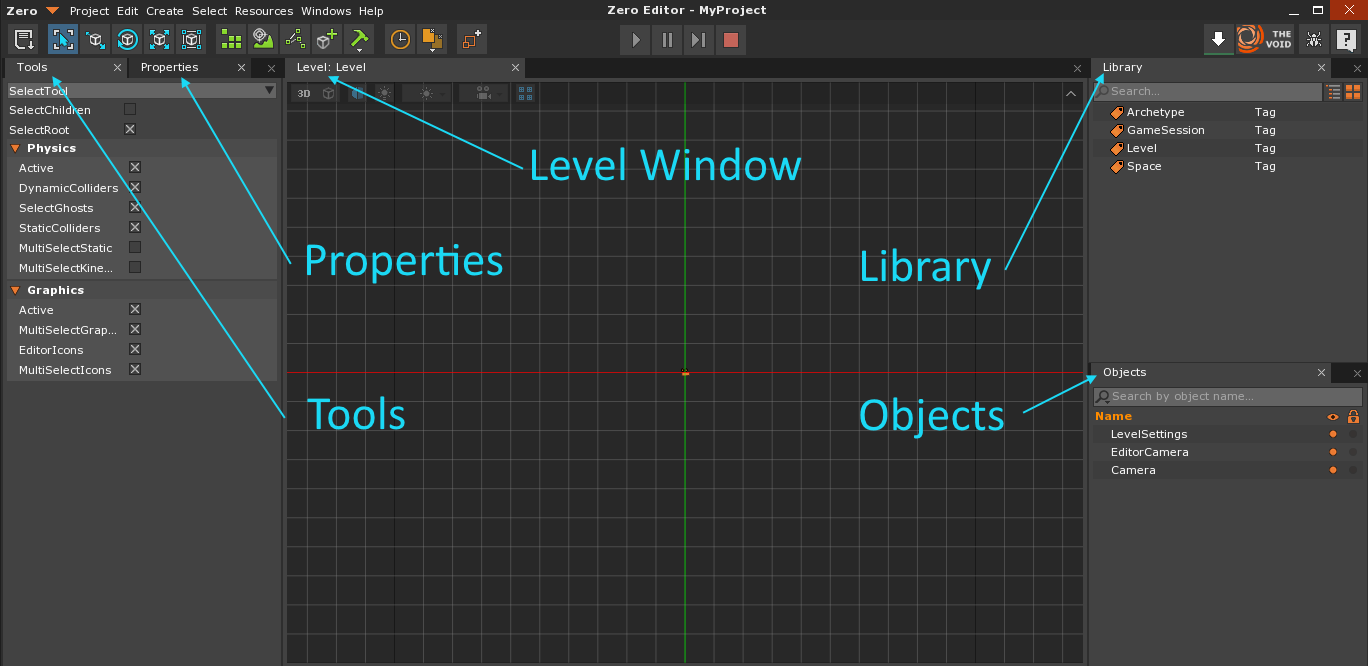 Zero Editor - MyProject
Zero Project Edit Create Select Resources Windows Help
THE VOID
Tools
Properties
Level: Level
Library
SelectTool
SelectChildren
SelectRoot
Physics
Active
DynamicColliders
SelectGhosts
StaticColliders
MultiSelectStatic
MultiSelectKine...
Graphics
Active
MultiSelectGrap...
EditorIcons
MultiSelectIcons
3D
Level Window
Properties
Library
Tools
Objects
Search...
Archetype Tag
GameSession Tag
Level Tag
Space Tag
Objects
Search by object name...
Name
LevelSettings
EditorCamera
Camera